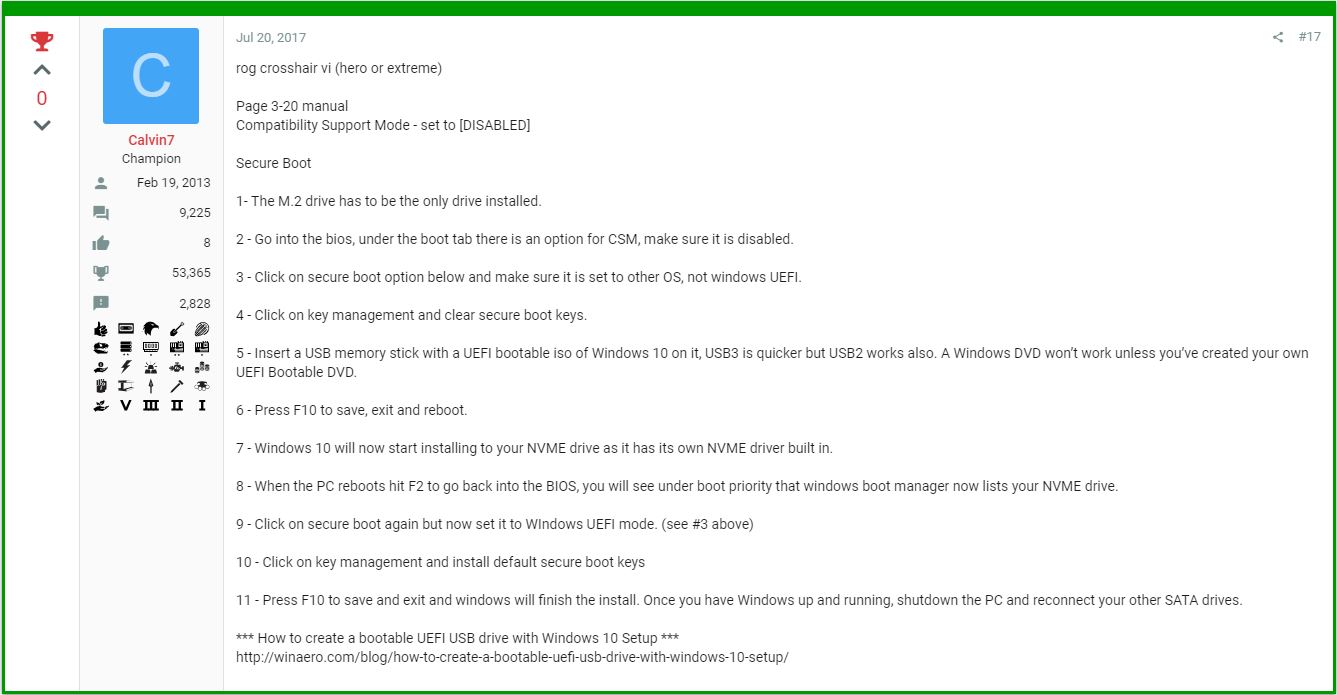 Jul 20, 2017
#17
0
C
Calvin7
Champion
Feb 19, 2013
9,225
8
53,365
2,828
V III II I
rog crosshair vi (hero or extreme)
Page 3-20 manual
Compatibility Support Mode - set to [DISABLED]
Secure Boot
1- The M.2 drive has to be the only drive installed.
2 - Go into the bios, under the boot tab there is an option for CSM, make sure it is disabled.
3 - Click on secure boot option below and make sure it is set to other OS, not windows UEFI.
4 - Click on key management and clear secure boot keys.
5 - Insert a USB memory stick with a UEFI bootable iso of Windows 10 on it, USB3 is quicker but USB2 works also. A Windows DVD won’t work unless you’ve created your own
UEFI Bootable DVD.
6 - Press F10 to save, exit and reboot.
7 - Windows 10 will now start installing to your NVME drive as it has its own NVME driver built in.
8 - When the PC reboots hit F2 to go back into the BIOS, you will see under boot priority that windows boot manager now lists your NVME drive.
9 - Click on secure boot again but now set it to WIndows UEFI mode. (see #3 above)
10 - Click on key management and install default secure boot keys
11 - Press F10 to save and exit and windows will finish the install. Once you have Windows up and running, shutdown the PC and reconnect your other SATA drives.
*** How to create a bootable UEFI USB drive with Windows 10 Setup ***
http://winaero.com/blog/how-to-create-a-bootable-uefi-usb-drive-with-windows-10-setup/